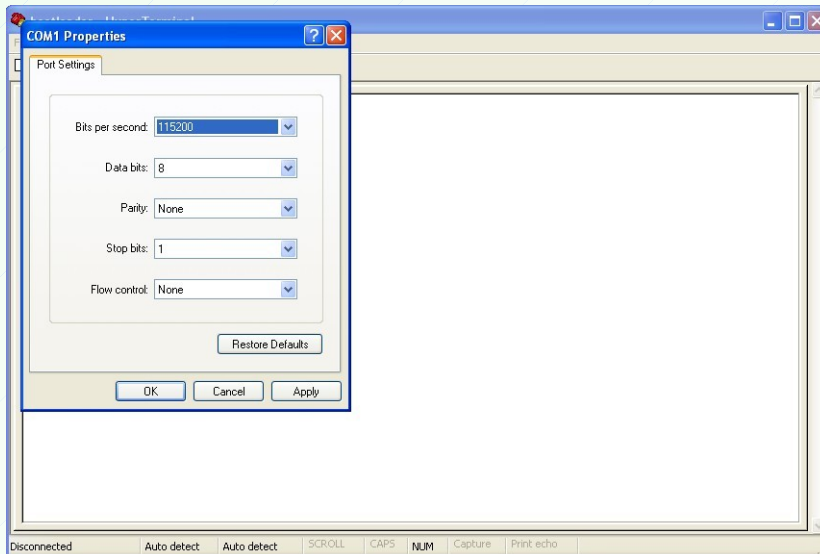 COM1 Properties
Port Settings
Bits per second: 115200
Data bits: 8
Parity: None
Stop bits: 1
Flow control: None
Restore Defaults
OK Cancel Apply
Disconnected Auto detect Auto detect SCROLL CAPS NUM Capture Print echo